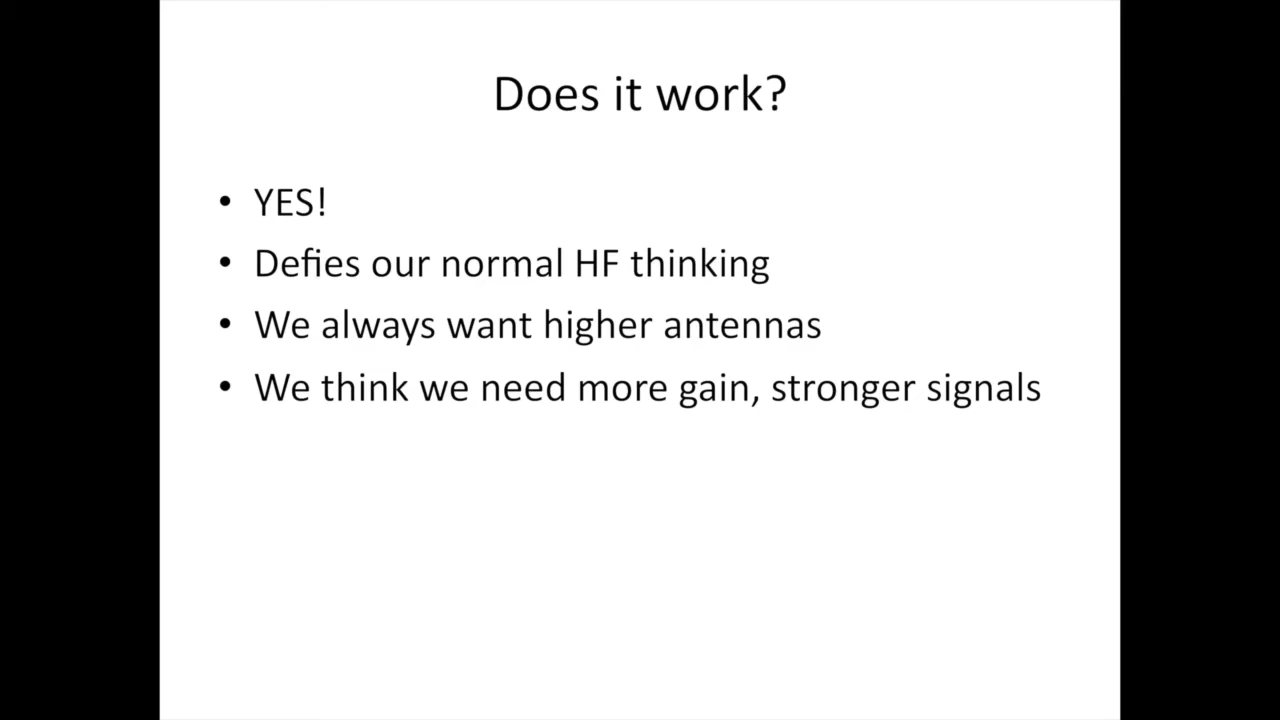 Does it work?
• YES!
• Defies our normal HF thinking
• We always want higher antennas
• We think we need more gain, stronger signals